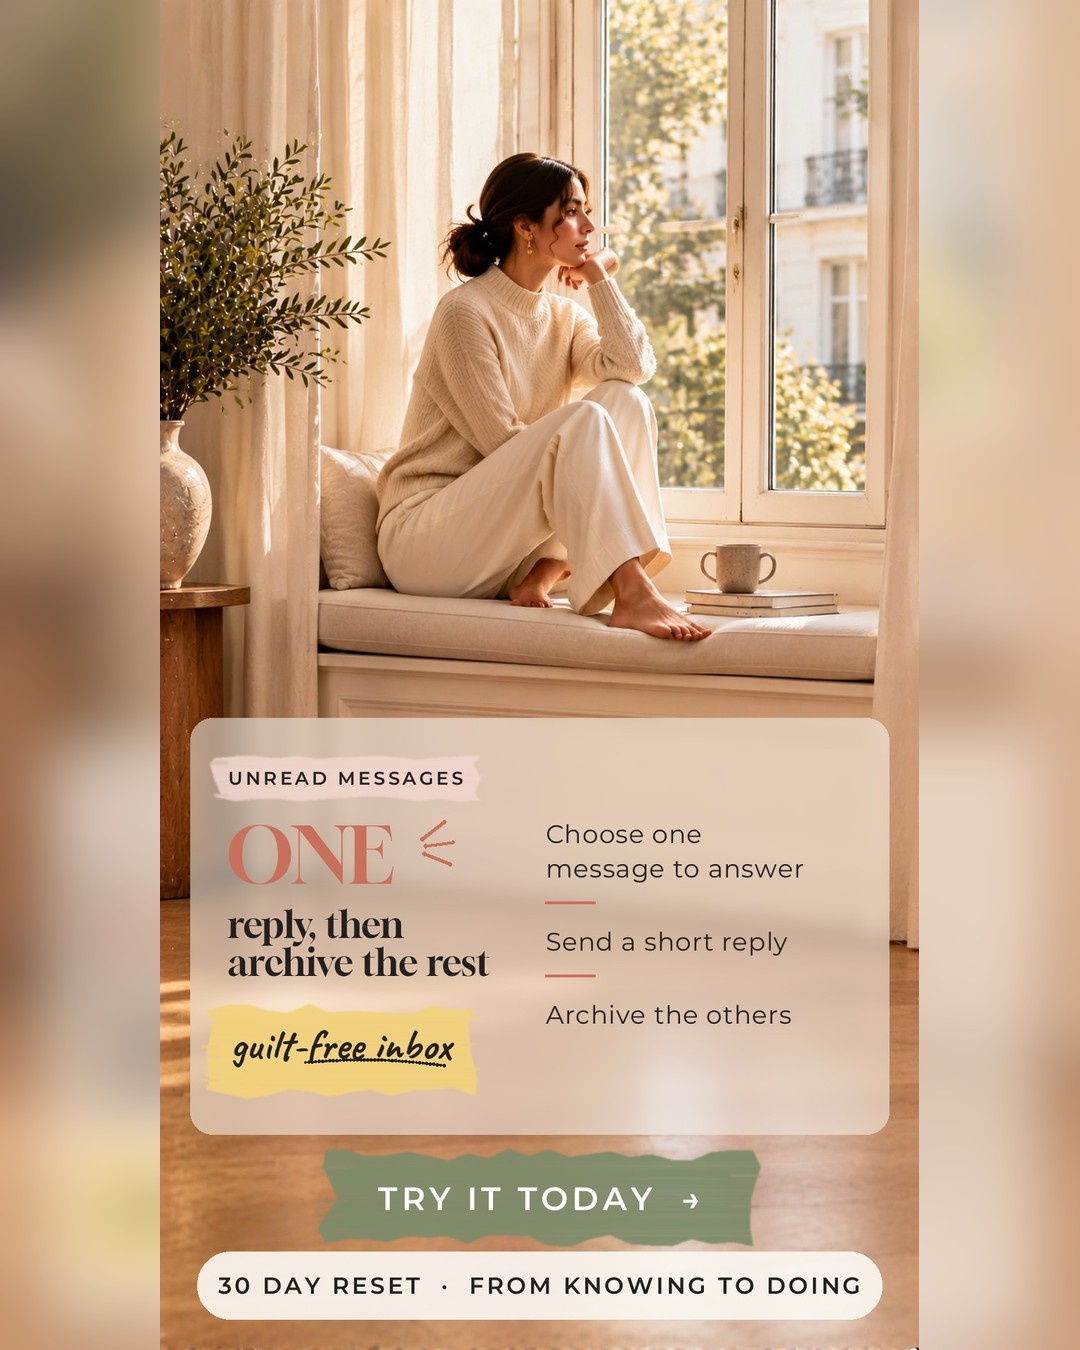 UNREAD MESSAGES
ONE
reply, then
archive the rest
guilt-free inbox
Choose one
message to answer
Send a short reply
Archive the others
TRY IT TODAY →
30 DAY RESET · FROM KNOWING TO DOING